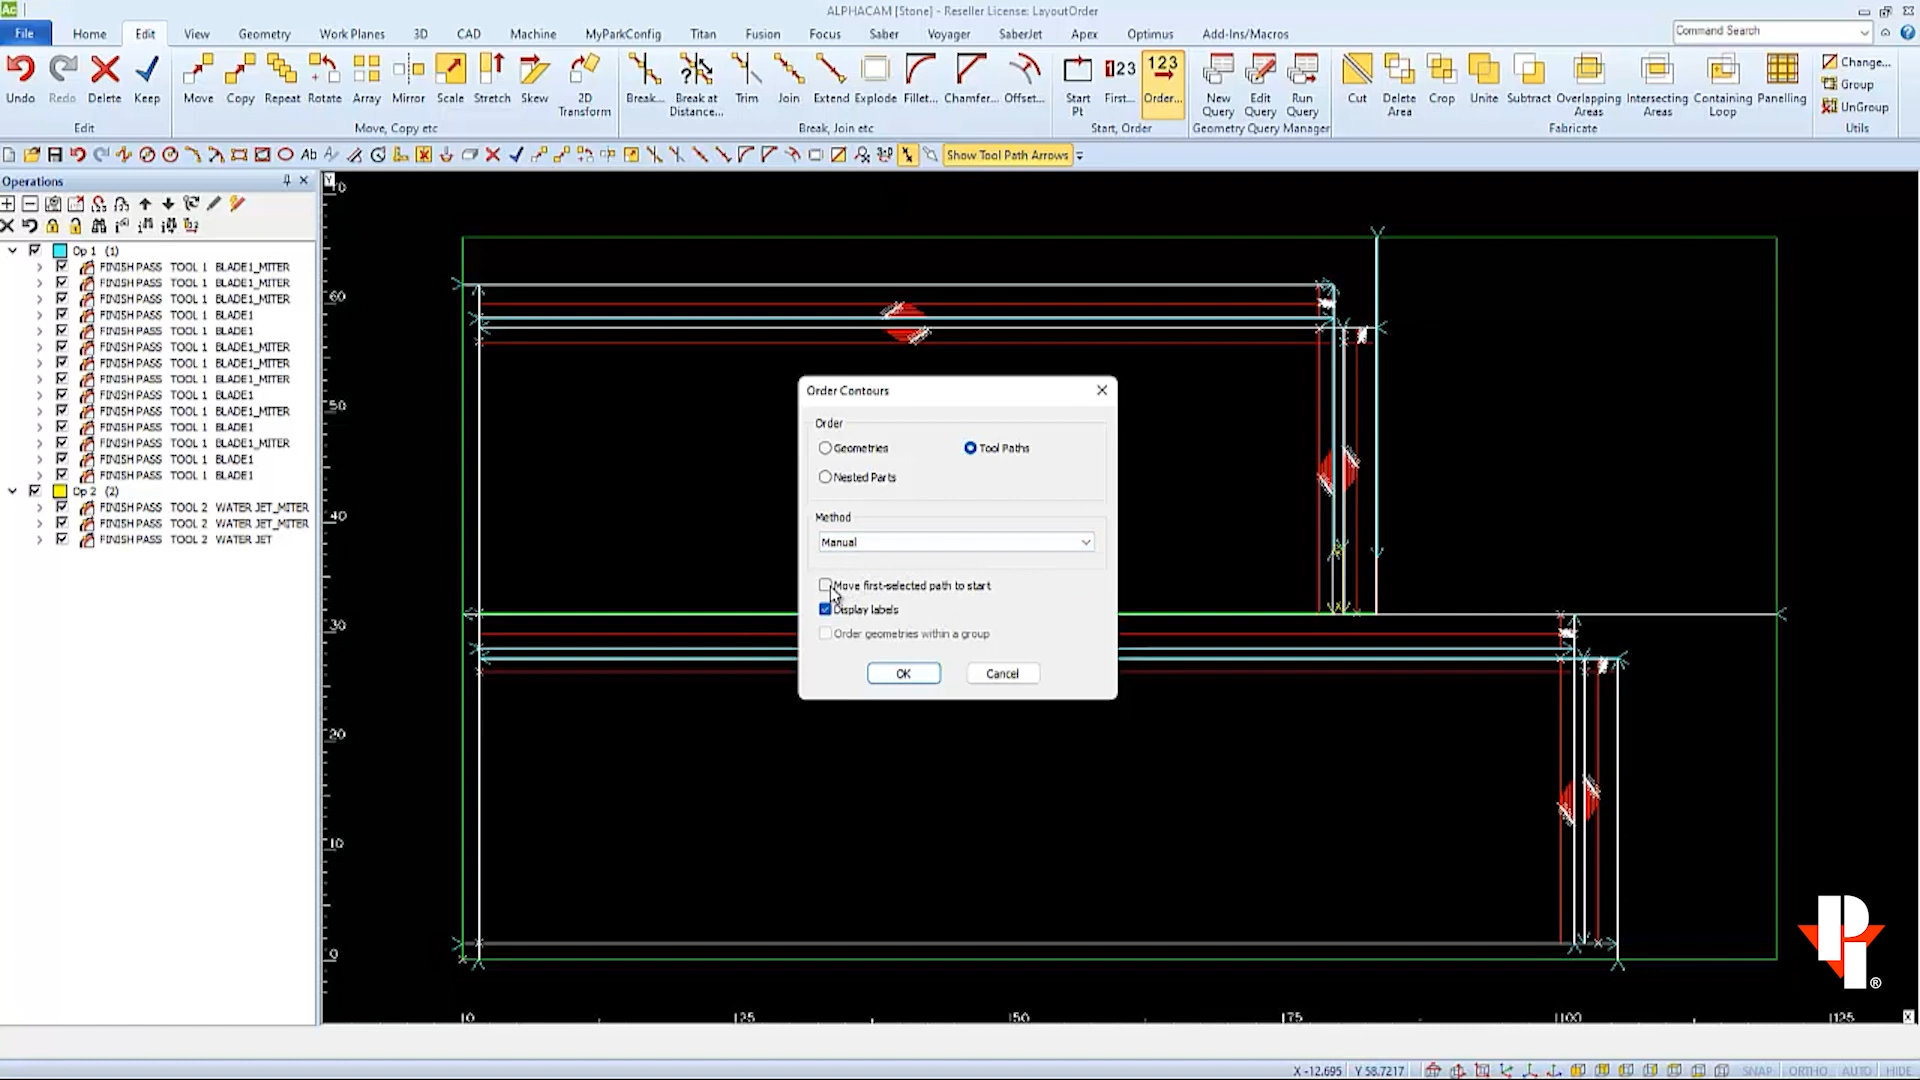 ALPHACAM [Stone] - Reseller License: LayoutOrder
File Home Edit View Geometry Work Planes 3D CAD Machine MyParkConfig Titan Fusion Focus Saber Voyager SaberJet Apex Optimus Add-Ins/Macros Command Search
Undo Redo Delete Keep Move Copy Repeat Rotate Array Mirror Scale Stretch Skew 2D Transform Break... Break at Distance... Trim Join Extend Explode Fillet... Chamfer... Offset... Start Pt First... Order... New Query Edit Query Run Query Cut Delete Area Crop Unite Subtract Overlapping Areas Intersecting Areas Containing Loop Panelling Change... Group UnGroup
Edit Move, Copy etc Break, Join etc Start, Order Geometry Query Manager Fabricate Utils
Show Tool Path Arrows
Operations
Op 1 (1)
FINISH PASS TOOL 1 BLADE1_MITER
FINISH PASS TOOL 1 BLADE1_MITER
FINISH PASS TOOL 1 BLADE1_MITER
FINISH PASS TOOL 1 BLADE1
FINISH PASS TOOL 1 BLADE1
FINISH PASS TOOL 1 BLADE1_MITER
FINISH PASS TOOL 1 BLADE1_MITER
FINISH PASS TOOL 1 BLADE1_MITER
FINISH PASS TOOL 1 BLADE1
FINISH PASS TOOL 1 BLADE1_MITER
FINISH PASS TOOL 1 BLADE1
FINISH PASS TOOL 1 BLADE1_MITER
FINISH PASS TOOL 1 BLADE1
FINISH PASS TOOL 1 BLADE1
Op 2 (2)
FINISH PASS TOOL 2 WATER JET_MITER
FINISH PASS TOOL 2 WATER JET_MITER
FINISH PASS TOOL 2 WATER JET
Y
70
60
50
40
30
20
10
0
0 25 50 75 100 125 X
Order Contours
Order
Geometries Tool Paths
Nested Parts
Method
Manual
Move first-selected path to start
Display labels
Order geometries within a group
OK Cancel
X -12.695 Y 58.7217 SNAP ORTHO AUTO HIDE